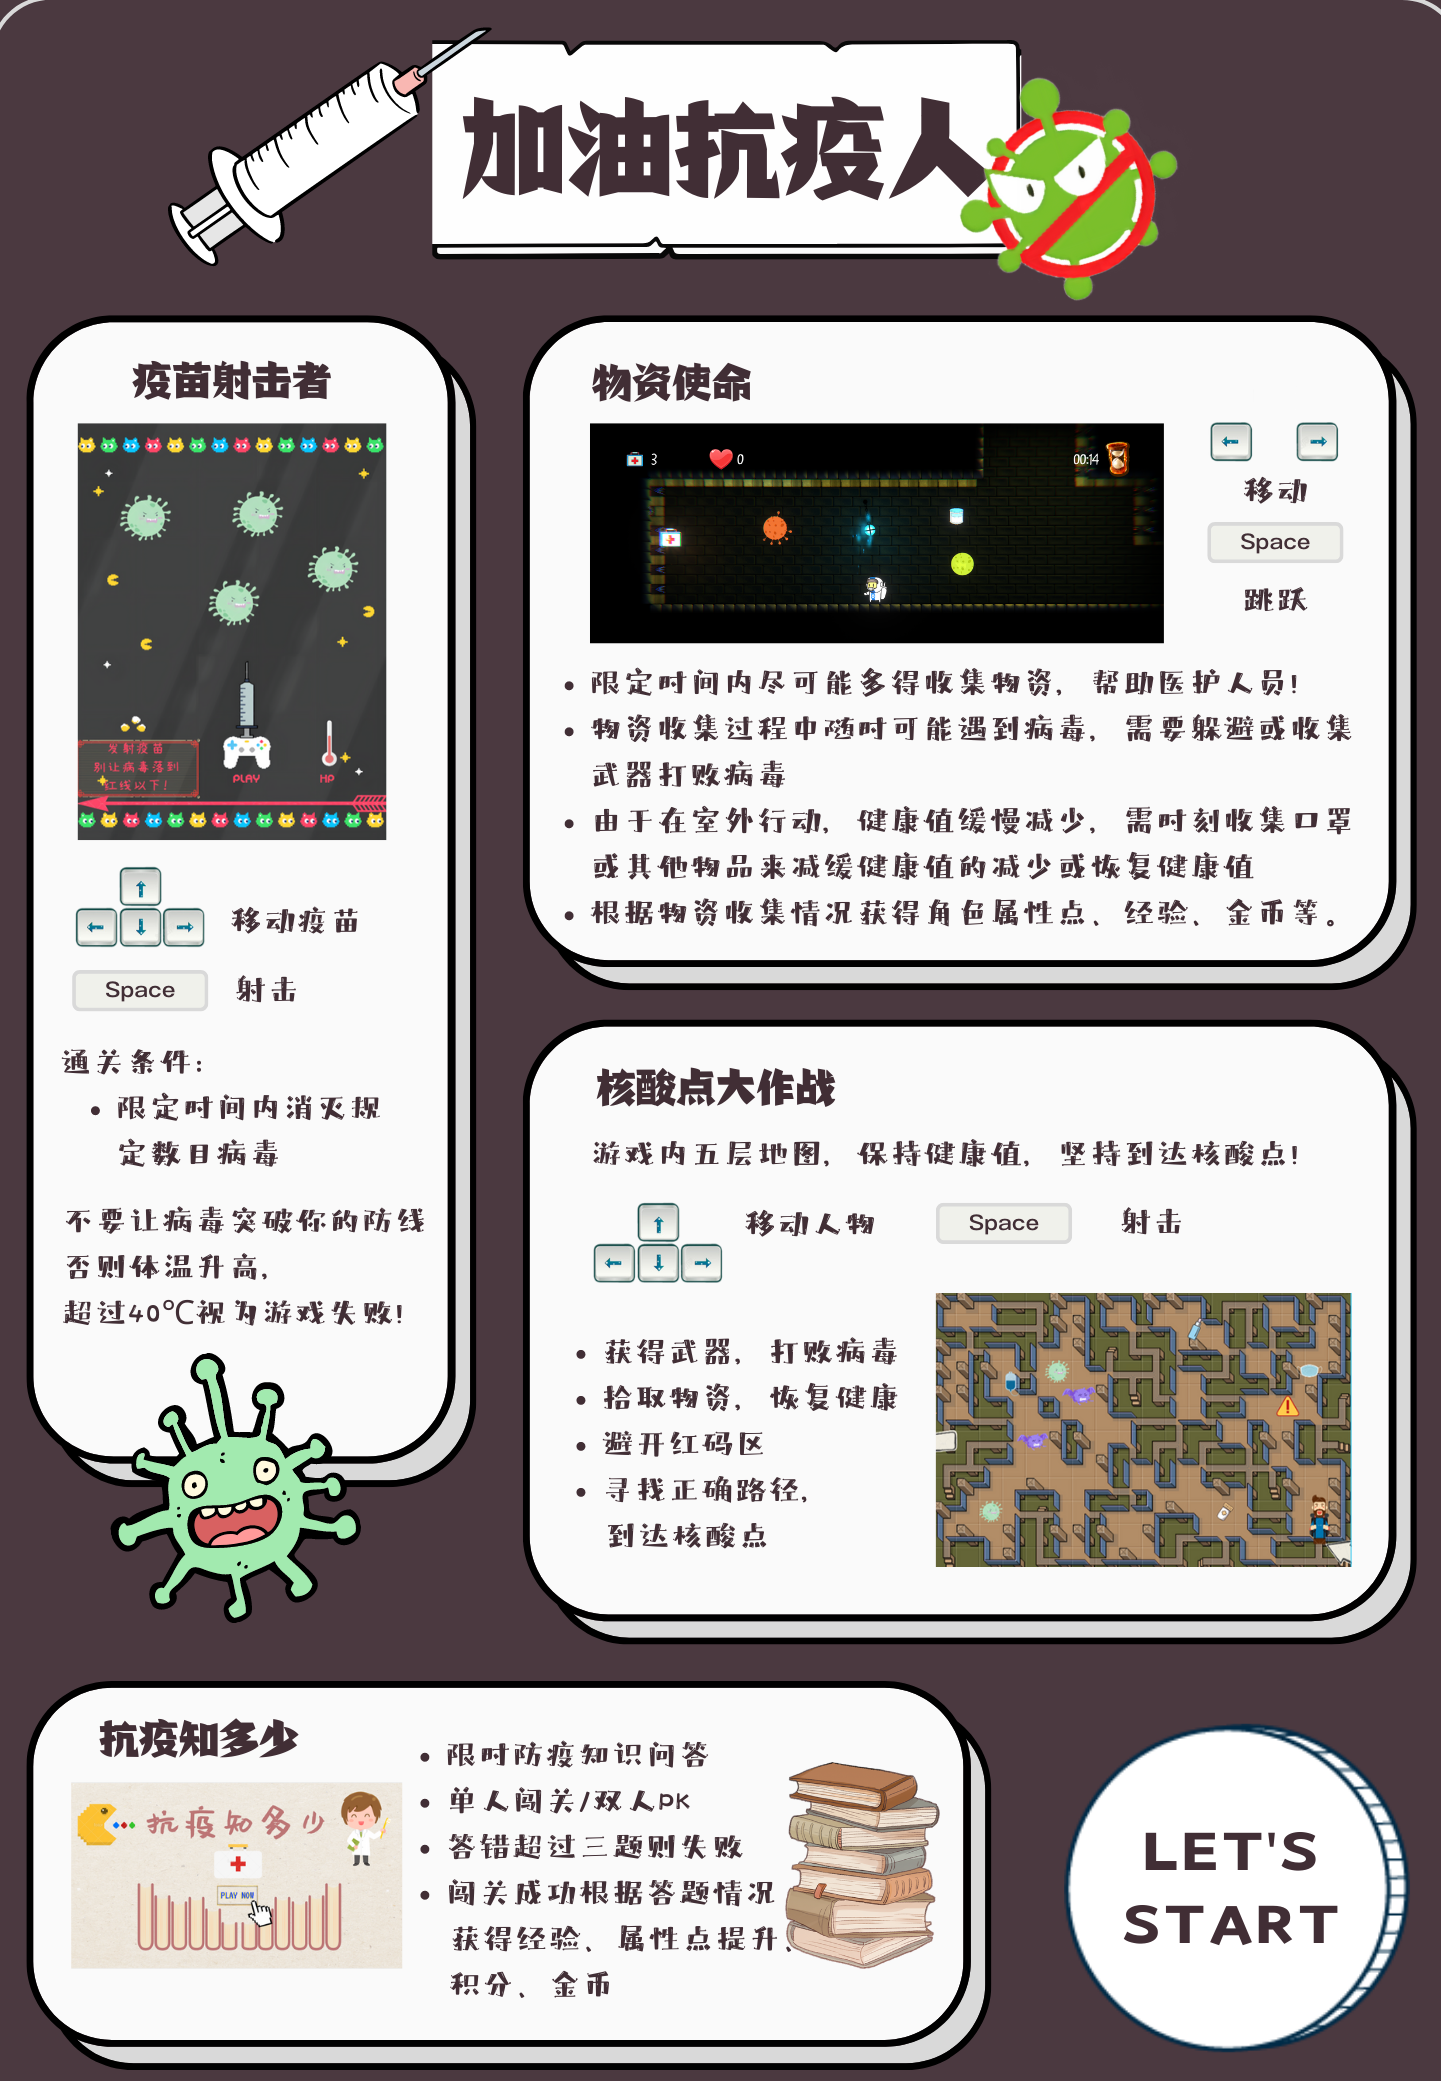 加油抗疫人
疫苗射击者
发射疫苗
别让病毒落到
红线以下!
PLAY
HP
移动疫苗
Space
射击
通关条件:
限定时间内消灭规
定数目病毒
不要让病毒突破你的防线
否则体温升高,
超过40℃视为游戏失败!
物资使命
3
0
00:14
移动
Space
跳跃
限定时间内尽可能多得收集物资, 帮助医护人员!
物资收集过程中随时可能遇到病毒, 需要躲避或收集
武器打败病毒
由于在室外行动, 健康值缓慢减少, 需时刻收集口罩
或其他物品来减缓健康值的减少或恢复健康值
根据物资收集情况获得角色属性点、经验、金币等。
核酸点大作战
游戏内五层地图, 保持健康值, 坚持到达核酸点!
移动人物
Space
射击
获得武器, 打败病毒
拾取物资, 恢复健康
避开红码区
寻找正确路径,
到达核酸点
抗疫知多少
抗疫知多少
PLAY NOW
限时防疫知识问答
单人闯关/双人PK
答错超过三题则失败
闯关成功根据答题情况
获得经验、属性点提升、
积分、金币
LET'S
START